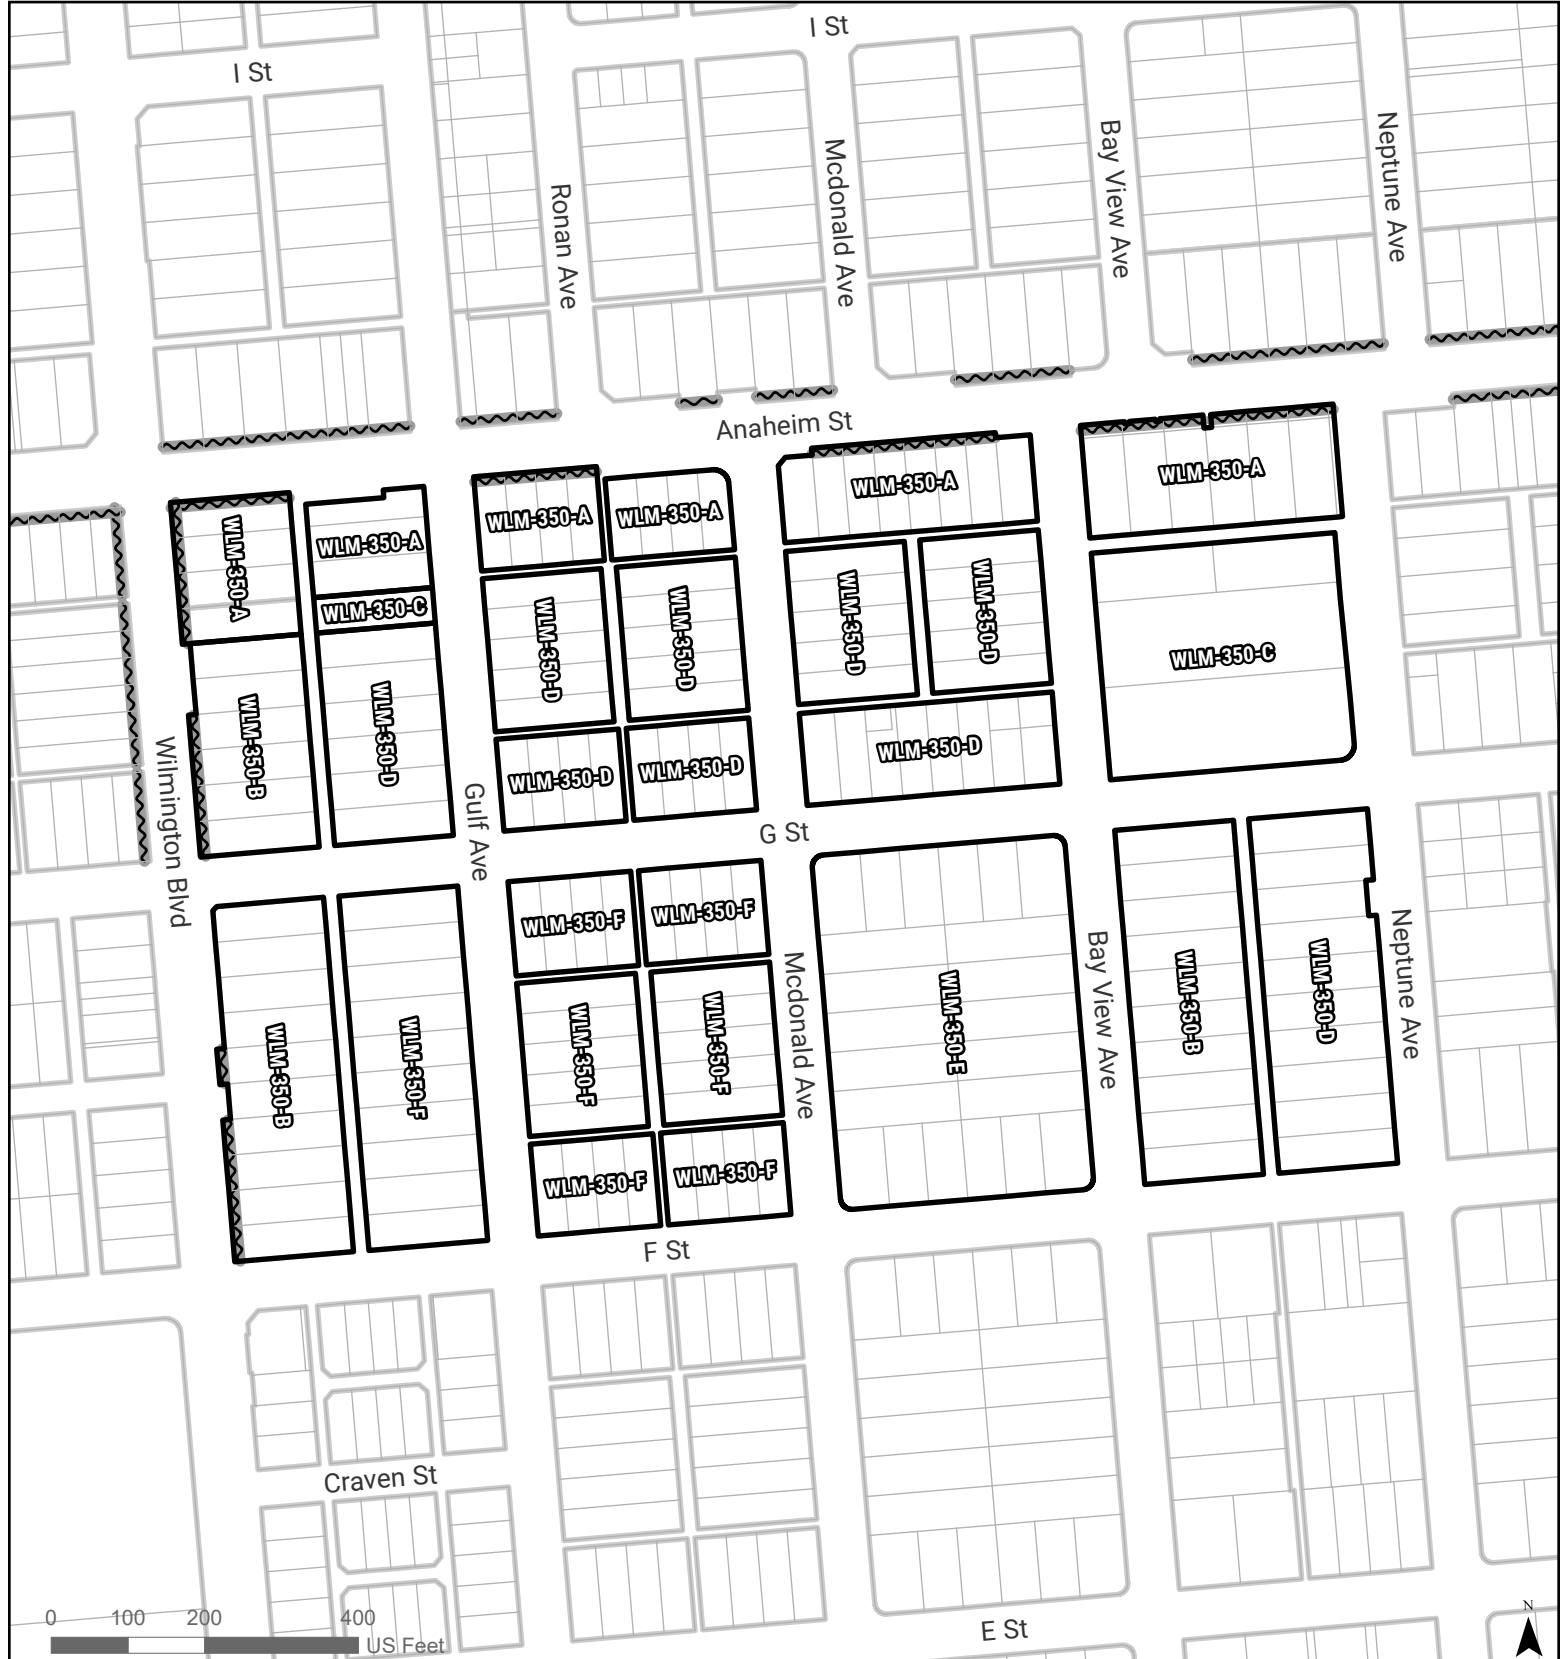 I St
I St
Ronan Ave
Mcdonald Ave
Bay View Ave
Neptune Ave
Anaheim St
WLM-350-A
WLM-350-A
WLM-350-A
WLM-350-A
WLM-350-A
WLM-350-A
WLM-350-C
WLM-350-D
WLM-350-D
WLM-350-D
WLM-350-D
WLM-350-C
WLM-350-B
WLM-350-D
WLM-350-D
WLM-350-D
WLM-350-D
Wilmington Blvd
Gulf Ave
G St
WLM-350-F
WLM-350-F
Mcdonald Ave
Bay View Ave
Neptune Ave
WLM-350-B
WLM-350-F
WLM-350-F
WLM-350-F
WLM-350-E
WLM-350-B
WLM-350-D
WLM-350-F
WLM-350-F
F St
Craven St
E St
0 100 200 400
US Feet
N